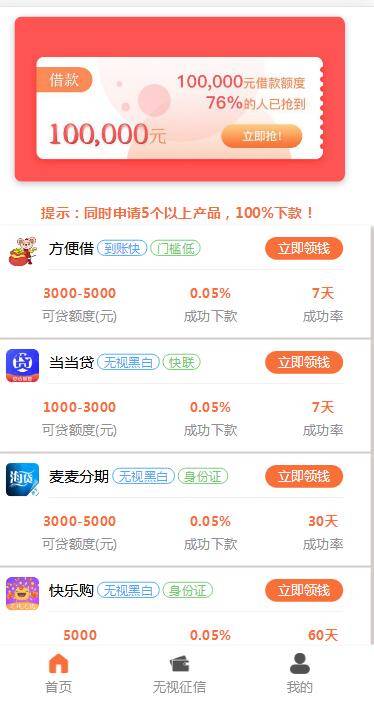 借款
100,000元借款额度
76%的人已抢到
100,000元
立即抢！
提示：同时申请5个以上产品，100%下款！
方便借 到账快 门槛低 立即领钱
3000-5000 0.05% 7天
可贷额度(元) 成功下款 成功率
当当贷 无视黑白 快联 立即领钱
1000-3000 0.05% 7天
可贷额度(元) 成功下款 成功率
麦麦分期 无视黑白 身份证 立即领钱
3000-5000 0.05% 30天
可贷额度(元) 成功下款 成功率
快乐购 无视黑白 身份证 立即领钱
5000 0.05% 60天
首页 无视征信 我的